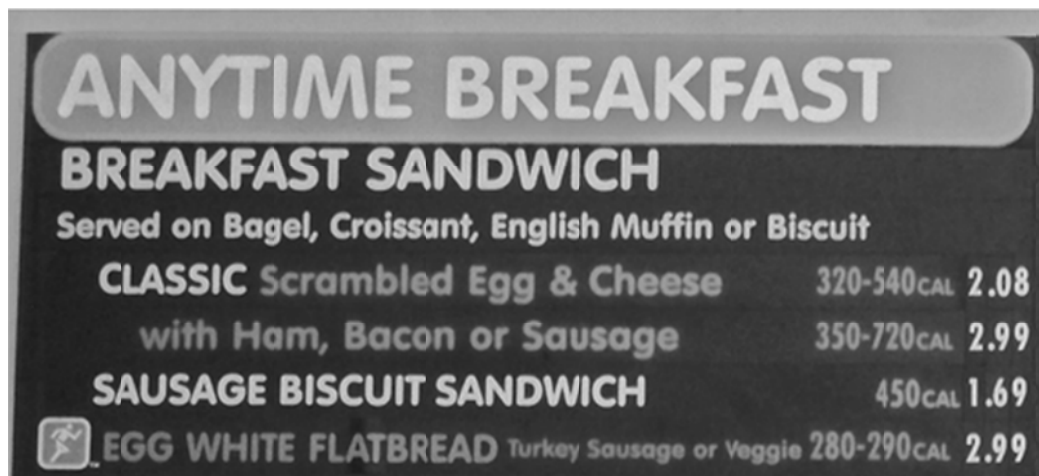 ANYTIME BREAKFAST
BREAKFAST SANDWICH
Served on Bagel, Croissant, English Muffin or Biscuit
CLASSIC Scrambled Egg & Cheese 320-540CAL 2.08
with Ham, Bacon or Sausage 350-720CAL 2.99
SAUSAGE BISCUIT SANDWICH 450CAL 1.69
EGG WHITE FLATBREAD Turkey Sausage or Veggie 280-290CAL 2.99